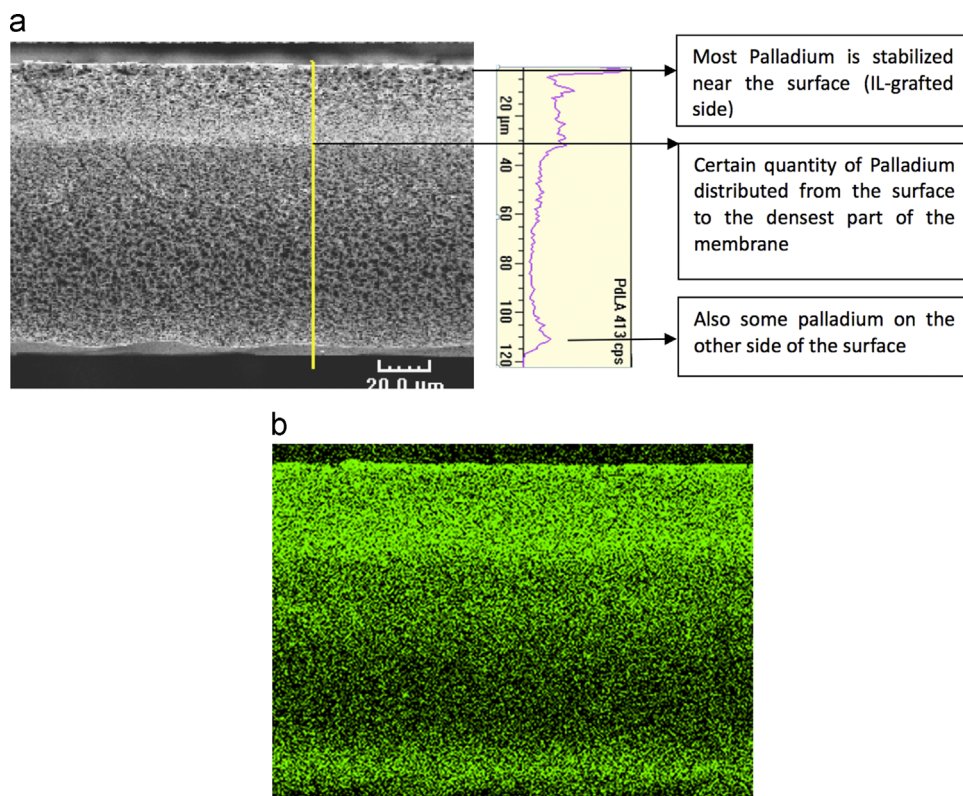 a
Most Palladium is stabilized
near the surface (IL-grafted
side)
20 µm
40
60
80
100
120
PdLA 413 cps
Certain quantity of Palladium
distributed from the surface
to the densest part of the
membrane
Also some palladium on the
other side of the surface
20.0 µm
b